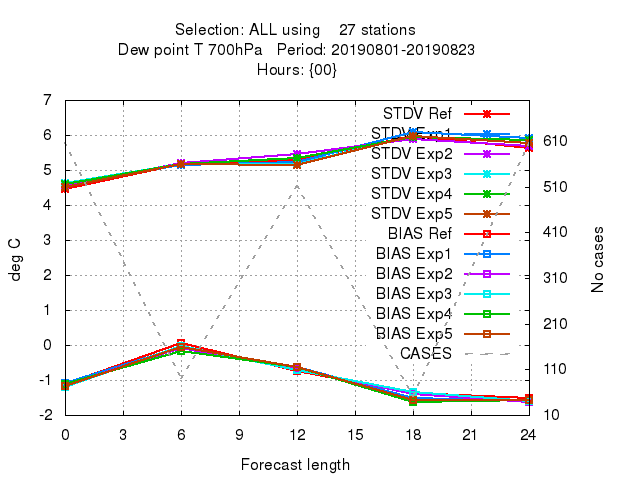 Selection: ALL using 27 stations
Dew point T 700hPa Period: 20190801-20190823
Hours: {00}
7
6
5
4
3
2
1
0
-1
-2
deg C
STDV Ref
STDV Exp1
STDV Exp2
STDV Exp3
STDV Exp4
STDV Exp5
BIAS Ref
BIAS Exp1
BIAS Exp2
BIAS Exp3
BIAS Exp4
BIAS Exp5
CASES
610
510
410
310
210
110
10
No cases
0 3 6 9 12 15 18 21 24
Forecast length